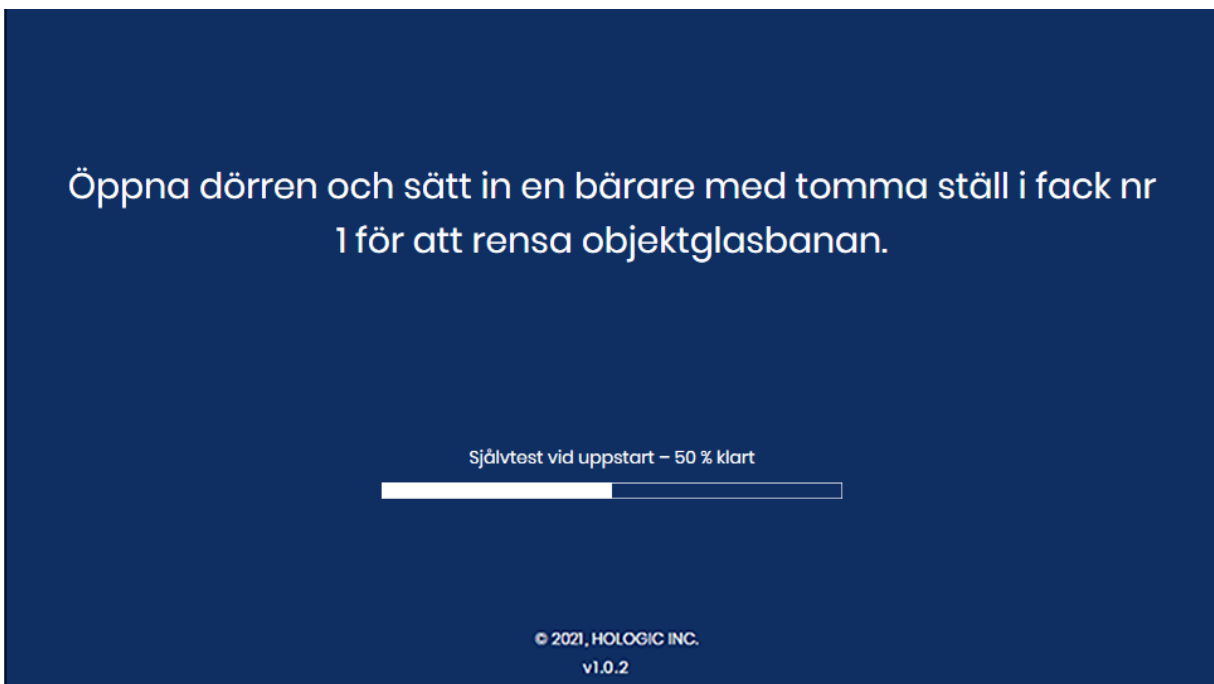 Öppna dörren och sätt in en bärare med tomma ställ i fack nr
1 för att rensa objektglasbanan.
Självtest vid uppstart – 50 % klart
© 2021, HOLOGIC INC.
v1.0.2